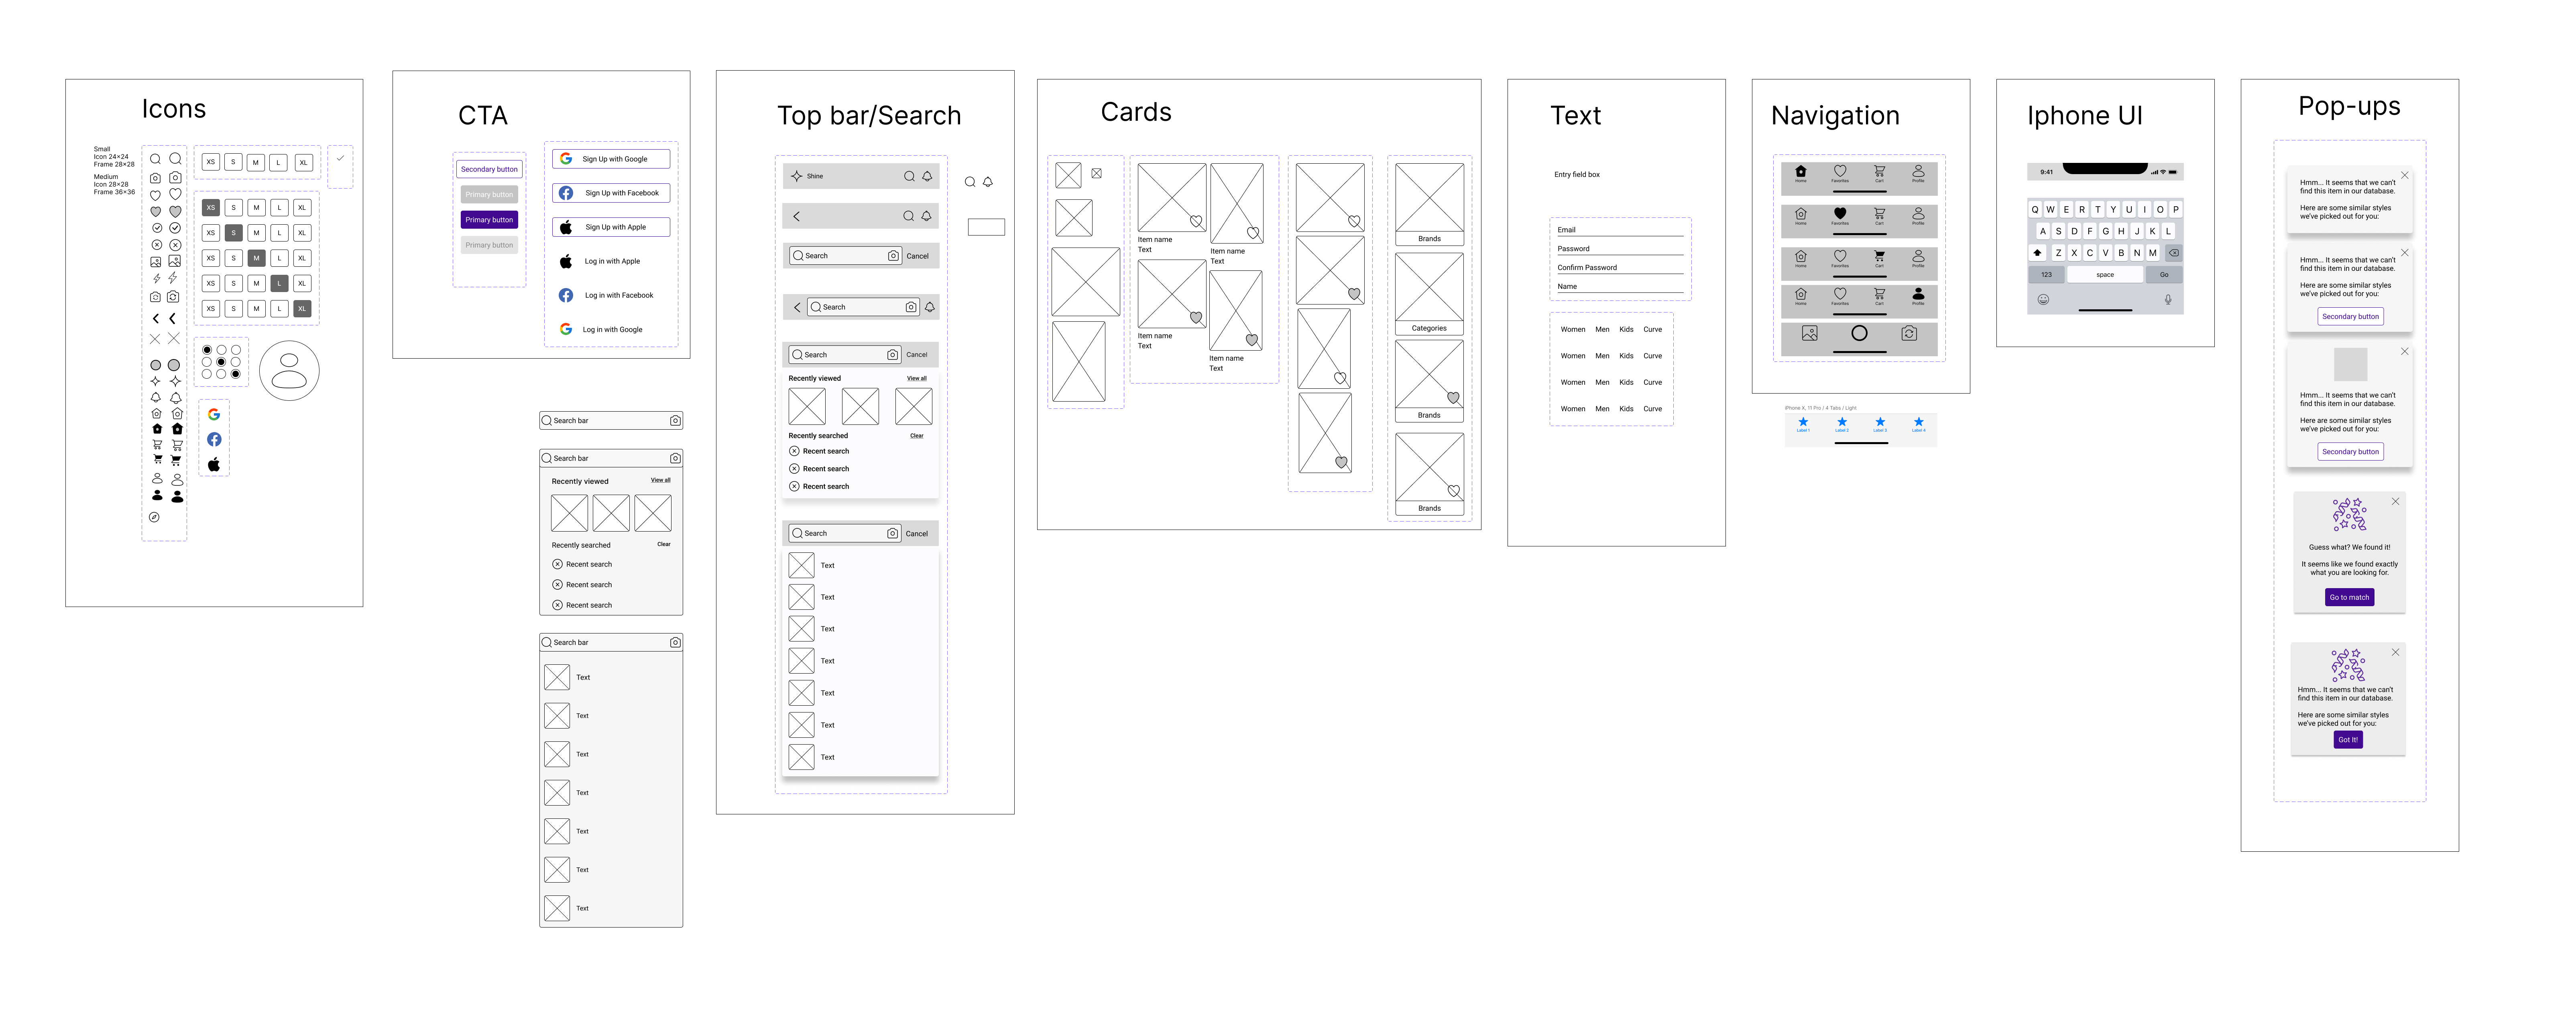 Icons
Small
Icon 24x24
Frame 28x28
Medium
Icon 28x28
Frame 36x36
XS S M L XL
XS S M L XL
XS S M L XL
XS S M L XL
XS S M L XL
XS S M L XL
CTA
Secondary button
Primary button
Primary button
Primary button
Sign Up with Google
Sign Up with Facebook
Sign Up with Apple
Log in with Apple
Log in with Facebook
Log in with Google
Search bar
Search bar
Recently viewed View all
Recently searched Clear
Recent search
Recent search
Recent search
Search bar
Text
Text
Text
Text
Text
Text
Text
Top bar/Search
Shine
Search Cancel
Search
Search Cancel
Recently viewed View all
Recently searched Clear
Recent search
Recent search
Recent search
Search Cancel
Text
Text
Text
Text
Text
Text
Text
Cards
Item name
Text
Item name
Text
Item name
Text
Item name
Text
Brands
Categories
Brands
Brands
Text
Entry field box
Email
Password
Confirm Password
Name
Women Men Kids Curve
Women Men Kids Curve
Women Men Kids Curve
Women Men Kids Curve
Navigation
Home Favorites Cart Profile
Home Favorites Cart Profile
Home Favorites Cart Profile
Home Favorites Cart Profile
iPhone X, 11 Pro / 4 Tabs / Light
Label 1 Label 2 Label 3 Label 4
Iphone UI
9:41
Q W E R T Y U I O P
A S D F G H J K L
Z X C V B N M
123 space Go
Pop-ups
Hmm... It seems that we can't
find this item in our database.
Here are some similar styles
we've picked out for you:
Hmm... It seems that we can't
find this item in our database.
Here are some similar styles
we've picked out for you:
Secondary button
Hmm... It seems that we can't
find this item in our database.
Here are some similar styles
we've picked out for you:
Secondary button
Guess what? We found it!
It seems like we found exactly
what you are looking for.
Go to match
Hmm... It seems that we can't
find this item in our database.
Here are some similar styles
we've picked out for you:
Got It!